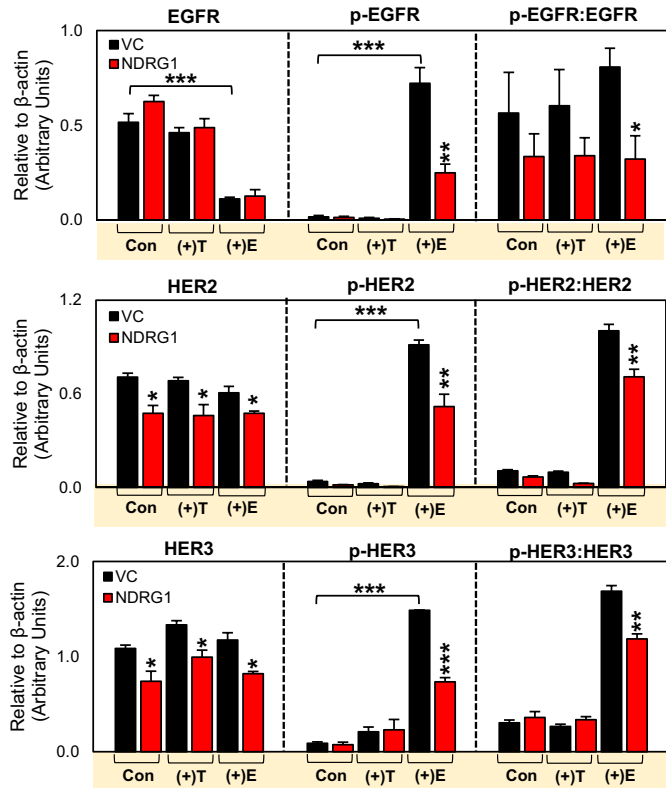 EGFR p-EGFR p-EGFR:EGFR
Relative to β-actin
(Arbitrary Units)
1.0
0.5
0.0
VC
NDRG1
*** *** ** *
Con (+)T (+)E Con (+)T (+)E Con (+)T (+)E
HER2 p-HER2 p-HER2:HER2
Relative to β-actin
(Arbitrary Units)
1.2
0.6
0.0
VC
NDRG1
* * * *** ** **
Con (+)T (+)E Con (+)T (+)E Con (+)T (+)E
HER3 p-HER3 p-HER3:HER3
Relative to β-actin
(Arbitrary Units)
2.0
1.0
0.0
VC
NDRG1
* * * *** *** **
Con (+)T (+)E Con (+)T (+)E Con (+)T (+)E